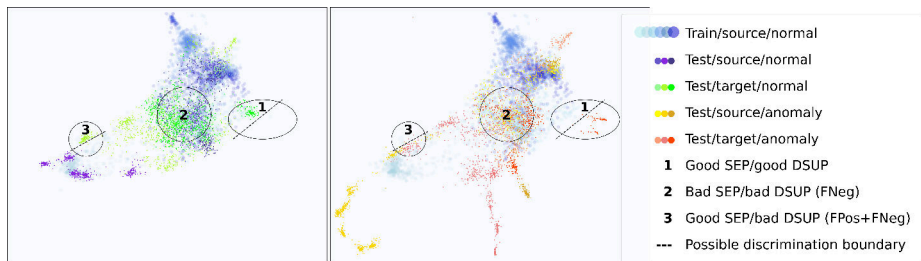 1
2
3
1
2
3
Train/source/normal
Test/source/normal
Test/target/normal
Test/source/anomaly
Test/target/anomaly
1 Good SEP/good DSUP
2 Bad SEP/bad DSUP (FNeg)
3 Good SEP/bad DSUP (FPos+FNeg)
Possible discrimination boundary